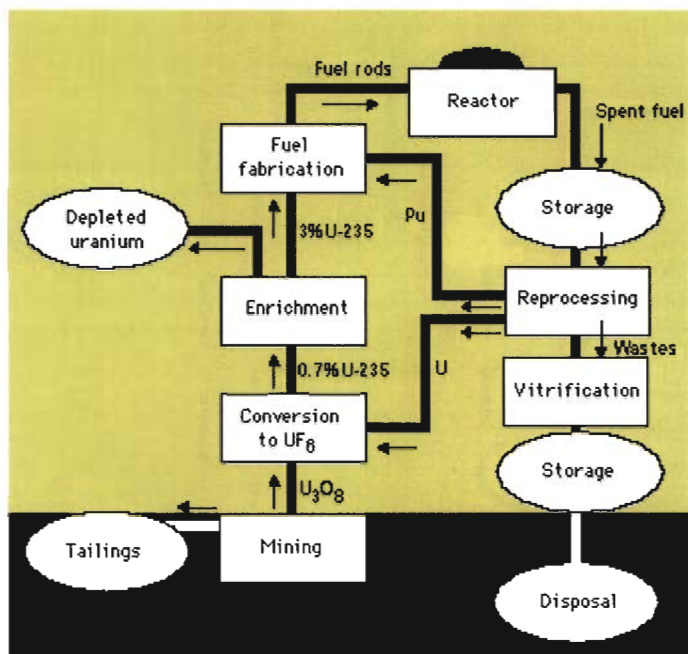 Fuel rods
Reactor
Spent fuel
Fuel
fabrication
Storage
Depleted
uranium
Pu
3%U-235
Enrichment
Reprocessing
Wastes
0.7%U-235
U
Vitrification
Conversion
to UF₆
Storage
U₃O₈
Tailings
Mining
Disposal